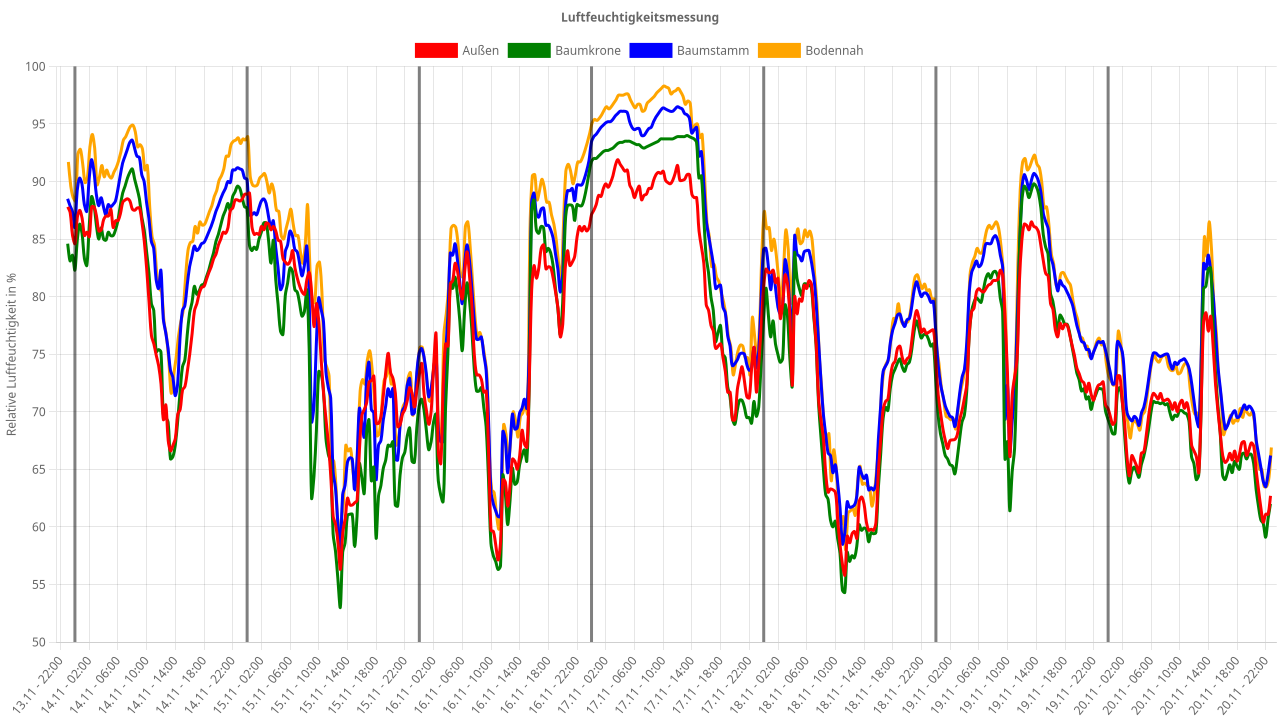 Luftfeuchtigkeitsmessung
Außen Baumkrone Baumstamm Bodennah
Relative Luftfeuchtigkeit in %
100
95
90
85
80
75
70
65
60
55
50
13.11 - 22:00
14.11 - 02:00
14.11 - 06:00
14.11 - 10:00
14.11 - 14:00
14.11 - 18:00
14.11 - 22:00
15.11 - 02:00
15.11 - 06:00
15.11 - 10:00
15.11 - 14:00
15.11 - 18:00
15.11 - 22:00
16.11 - 02:00
16.11 - 06:00
16.11 - 10:00
16.11 - 14:00
16.11 - 18:00
16.11 - 22:00
17.11 - 02:00
17.11 - 06:00
17.11 - 10:00
17.11 - 14:00
17.11 - 18:00
17.11 - 22:00
18.11 - 02:00
18.11 - 06:00
18.11 - 10:00
18.11 - 14:00
18.11 - 18:00
18.11 - 22:00
19.11 - 02:00
19.11 - 06:00
19.11 - 10:00
19.11 - 14:00
19.11 - 18:00
19.11 - 22:00
20.11 - 02:00
20.11 - 06:00
20.11 - 10:00
20.11 - 14:00
20.11 - 18:00
20.11 - 22:00